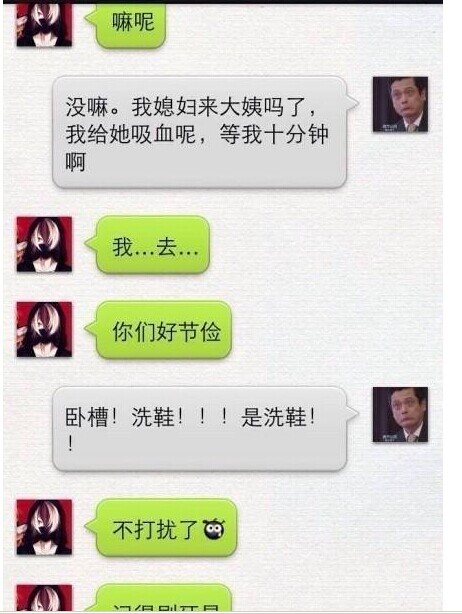 嘛呢
没嘛。我媳妇来大姨吗了，
我给她吸血呢，等我十分钟
啊
我...去...
你们好节俭
卧槽！洗鞋！！！是洗鞋！
！
不打扰了